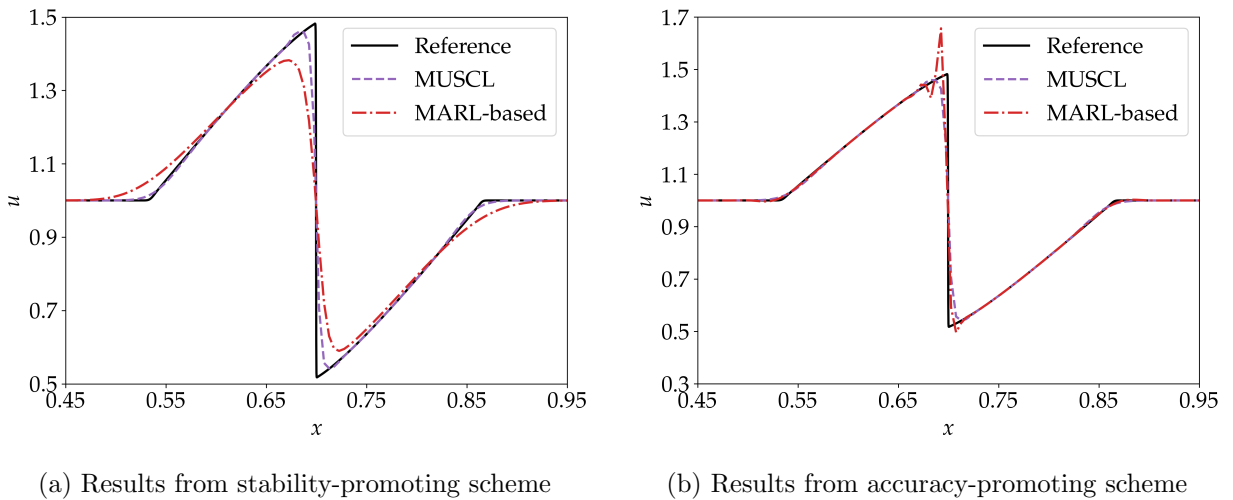 1.5
1.3
1.1
0.9
0.7
0.5
u
0.45
0.55
0.65
0.75
0.85
0.95
x
Reference
MUSCL
MARL-based
(a) Results from stability-promoting scheme
1.7
1.5
1.3
1.1
0.9
0.7
0.5
0.3
u
0.45
0.55
0.65
0.75
0.85
0.95
x
Reference
MUSCL
MARL-based
(b) Results from accuracy-promoting scheme